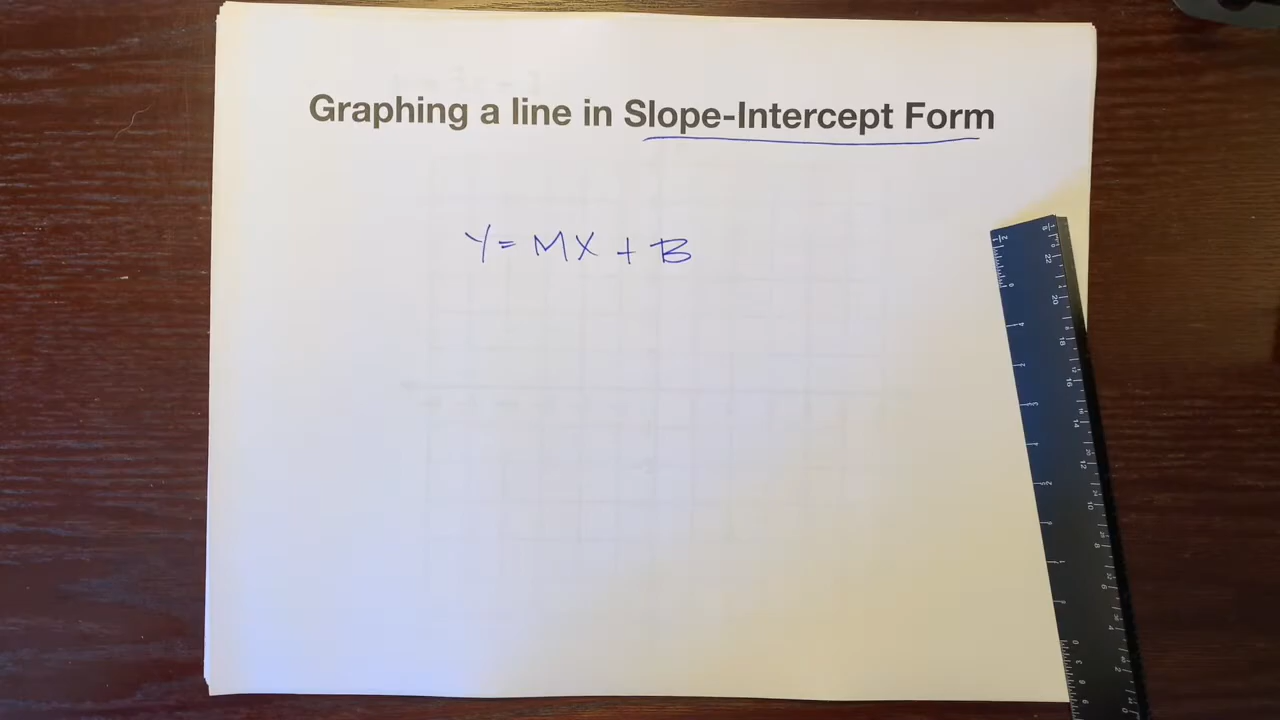 Graphing a line in Slope-Intercept Form
Y = MX + B